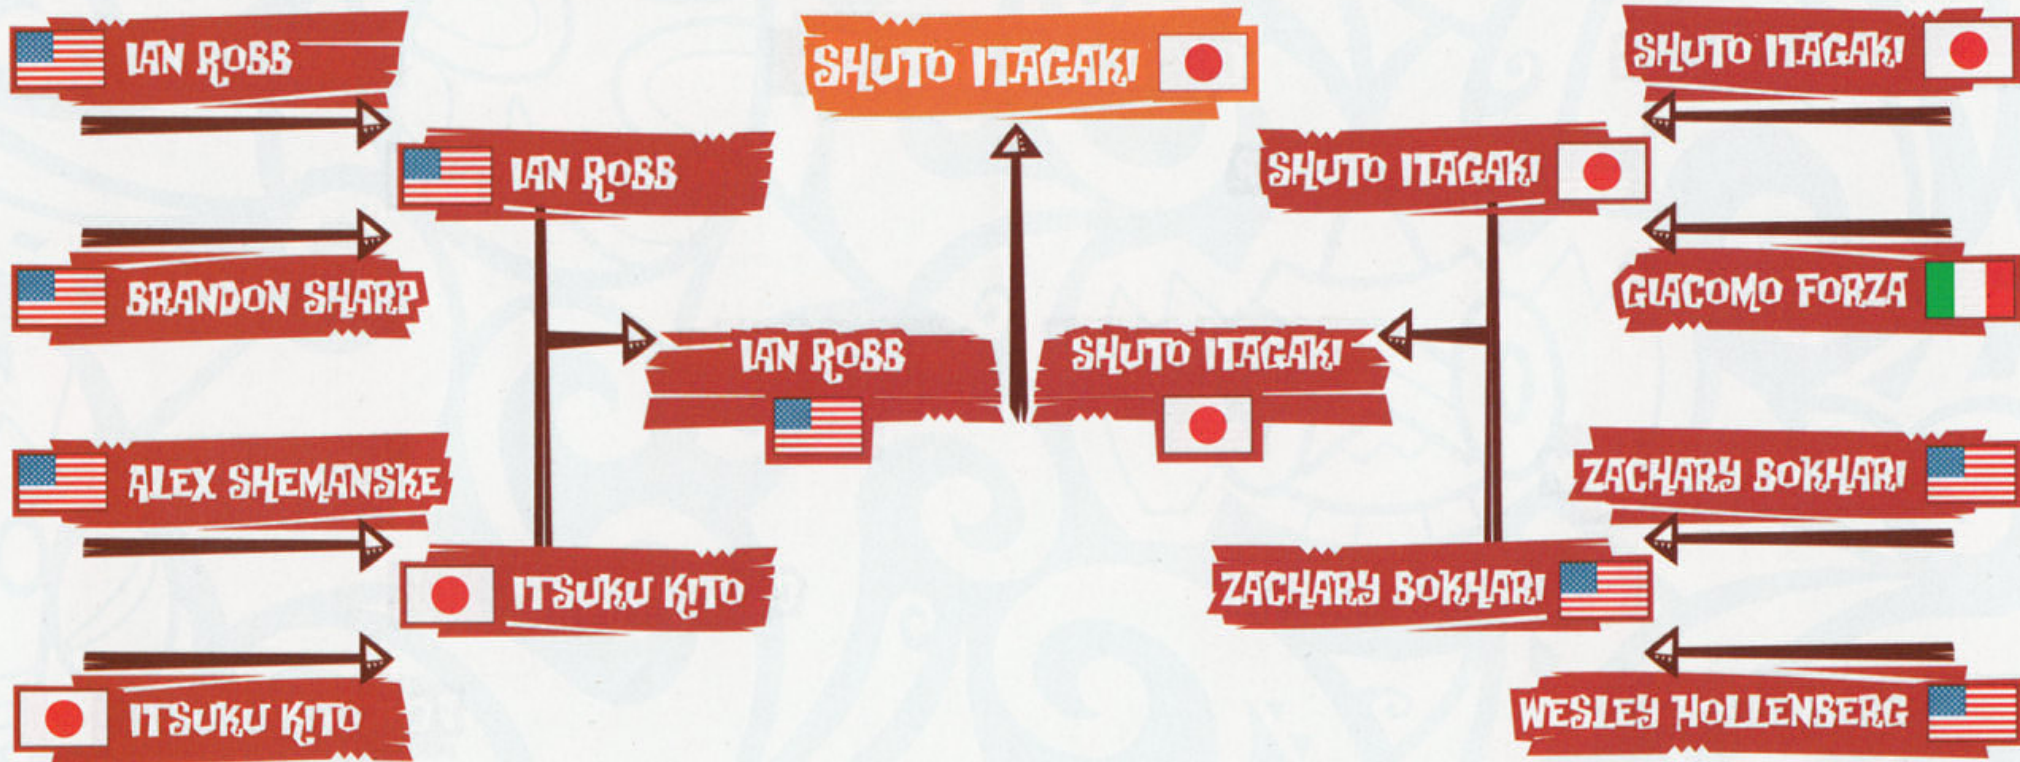 IAN ROBB
SHUTO ITAGAKI
SHUTO ITAGAKI
IAN ROBB
SHUTO ITAGAKI
BRANDON SHARP
GIACOMO FORZA
IAN ROBB
SHUTO ITAGAKI
ALEX SHEMANSKE
ZACHARY BOKHARI
ITSUKU KITO
ZACHARY BOKHARI
ITSUKU KITO
WESLEY HOLLENBERG